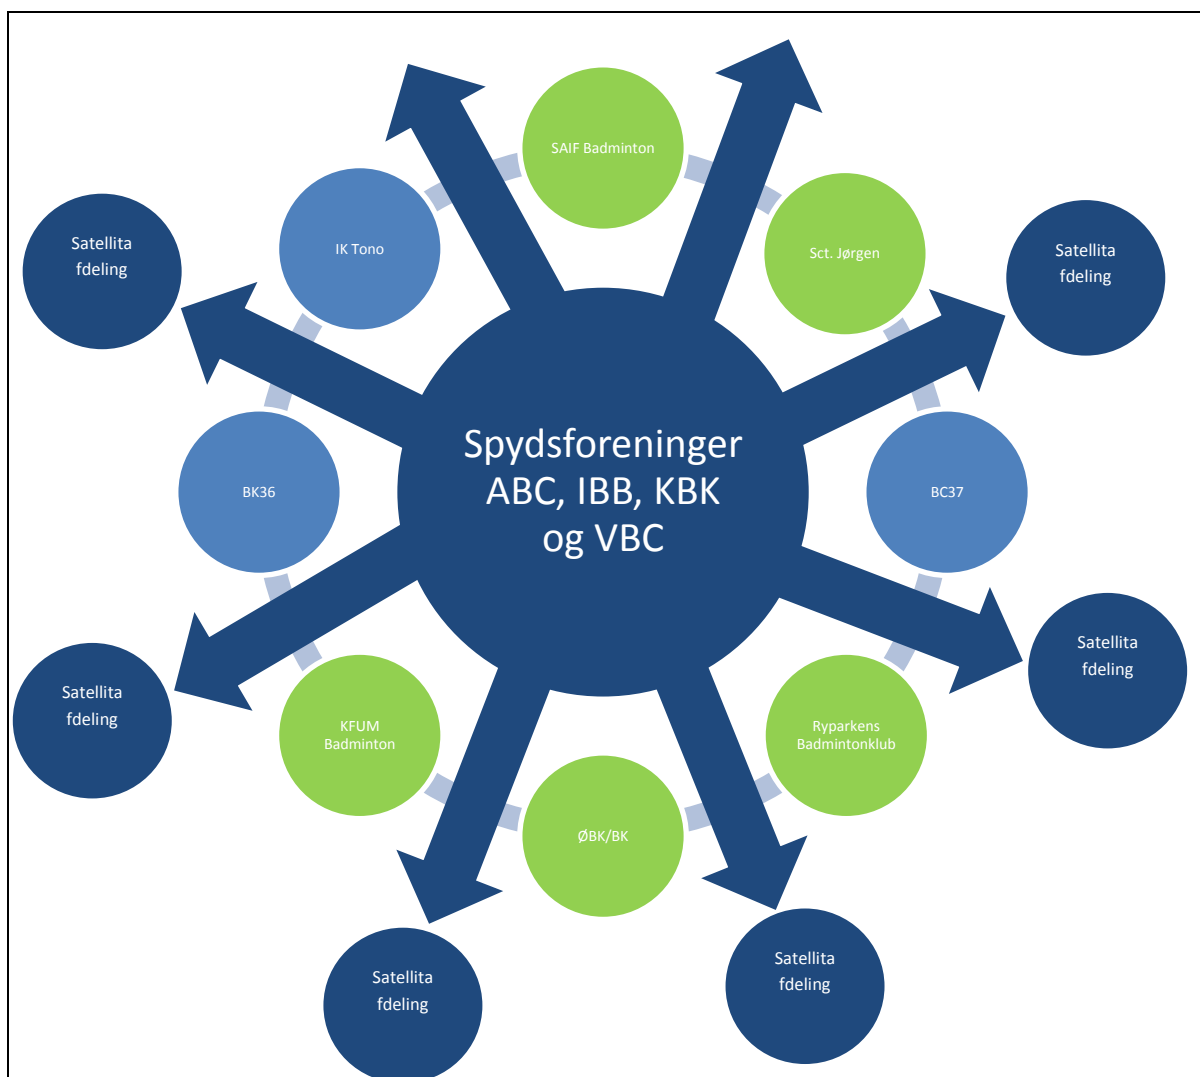 SAIF Badminton
IK Tono
Sct. Jørgen
Satellita
fdeling
Satellita
fdeling
Spydsforeninger
ABC, IBB, KBK
og VBC
BK36
BC37
Satellita
fdeling
Satellita
fdeling
KFUM
Badminton
Ryparkens
Badmintonklub
ØBK/BK
Satellita
fdeling
Satellita
fdeling